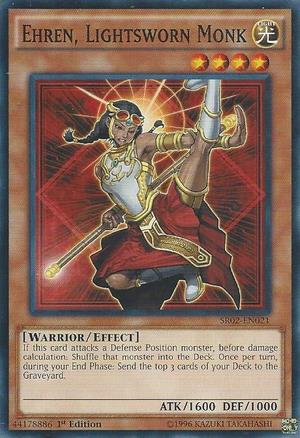 EHREN, LIGHTSWORN MONK
LIGHT
光
SR02-EN021
[WARRIOR/EFFECT]
If this card attacks a Defense Position monster, before damage
calculation: Shuffle that monster into the Deck. Once per turn,
during your End Phase: Send the top 3 cards of your Deck to the
Graveyard.
ATK/1600 DEF/1000
44178886 1st Edition ©1996 KAZUKI TAKAHASHI